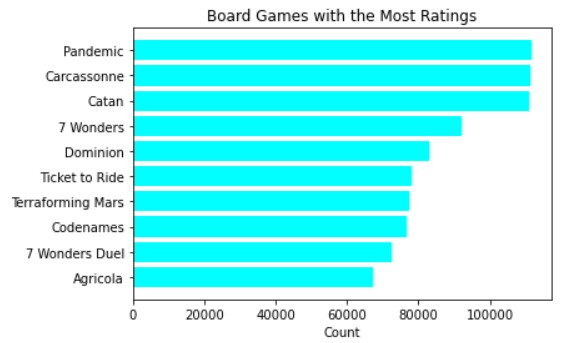 Board Games with the Most Ratings
Pandemic
Carcassonne
Catan
7 Wonders
Dominion
Ticket to Ride
Terraforming Mars
Codenames
7 Wonders Duel
Agricola
0 20000 40000 60000 80000 100000
Count